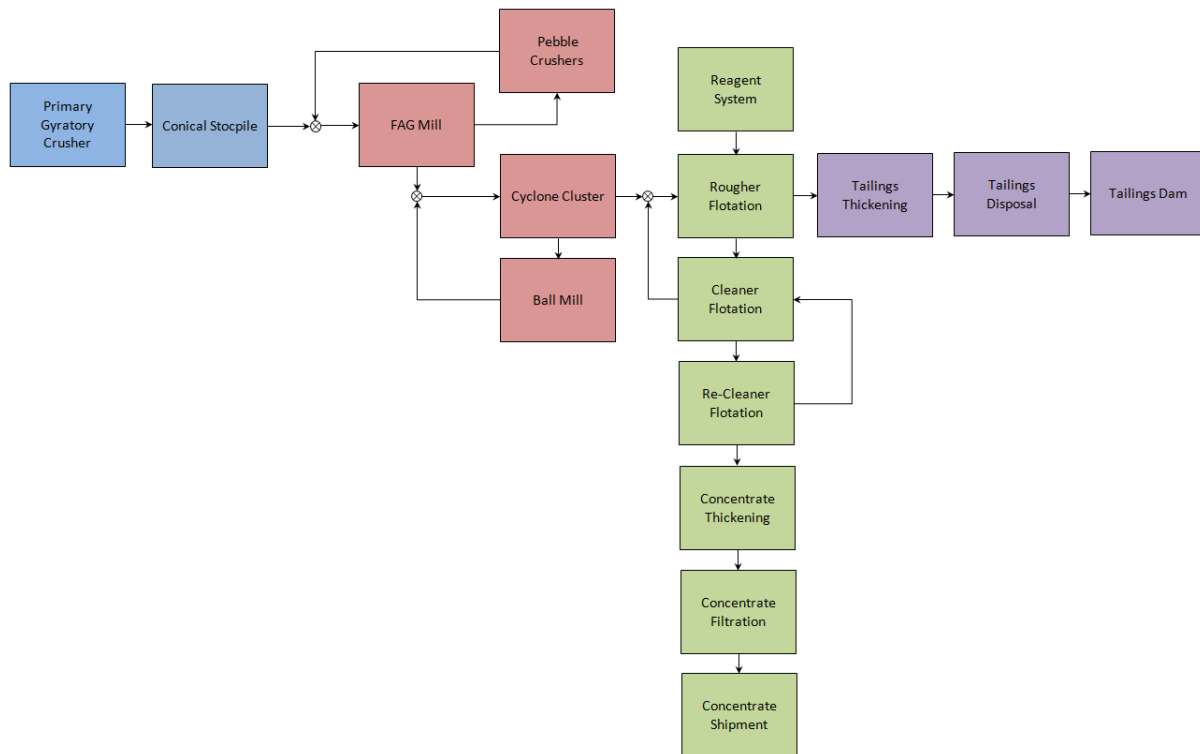 Pebble
Crushers
Reagent
System
Primary
Gyratory
Crusher
Conical Stocpile
FAG Mill
Cyclone Cluster
Rougher
Flotation
Tailings
Thickening
Tailings
Disposal
Tailings Dam
Ball Mill
Cleaner
Flotation
Re-Cleaner
Flotation
Concentrate
Thickening
Concentrate
Filtration
Concentrate
Shipment